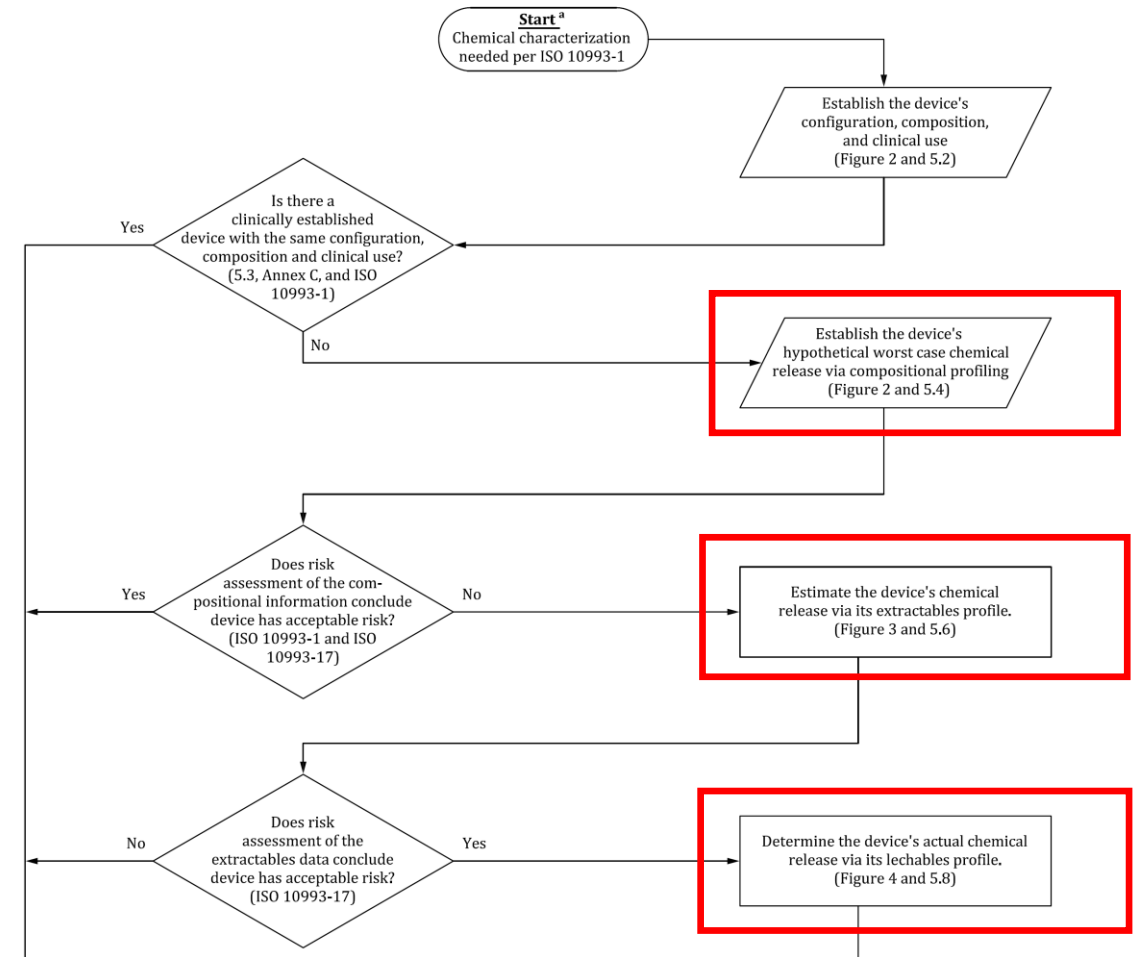 Start a
Chemical characterization
needed per ISO 10993-1
Establish the device's
configuration, composition,
and clinical use
(Figure 2 and 5.2)
Is there a
clinically established
device with the same configuration,
composition and clinical use?
(5.3, Annex C, and ISO
10993-1)
Yes
No
Establish the device's
hypothetical worst case chemical
release via compositional profiling
(Figure 2 and 5.4)
Does risk
assessment of the com-
positional information conclude
device has acceptable risk?
(ISO 10993-1 and ISO
10993-17)
Yes
No
Estimate the device's chemical
release via its extractables profile.
(Figure 3 and 5.6)
Does risk
assessment of the
extractables data conclude
device has acceptable risk?
(ISO 10993-17)
No
Yes
Determine the device's actual chemical
release via its lechables profile.
(Figure 4 and 5.8)